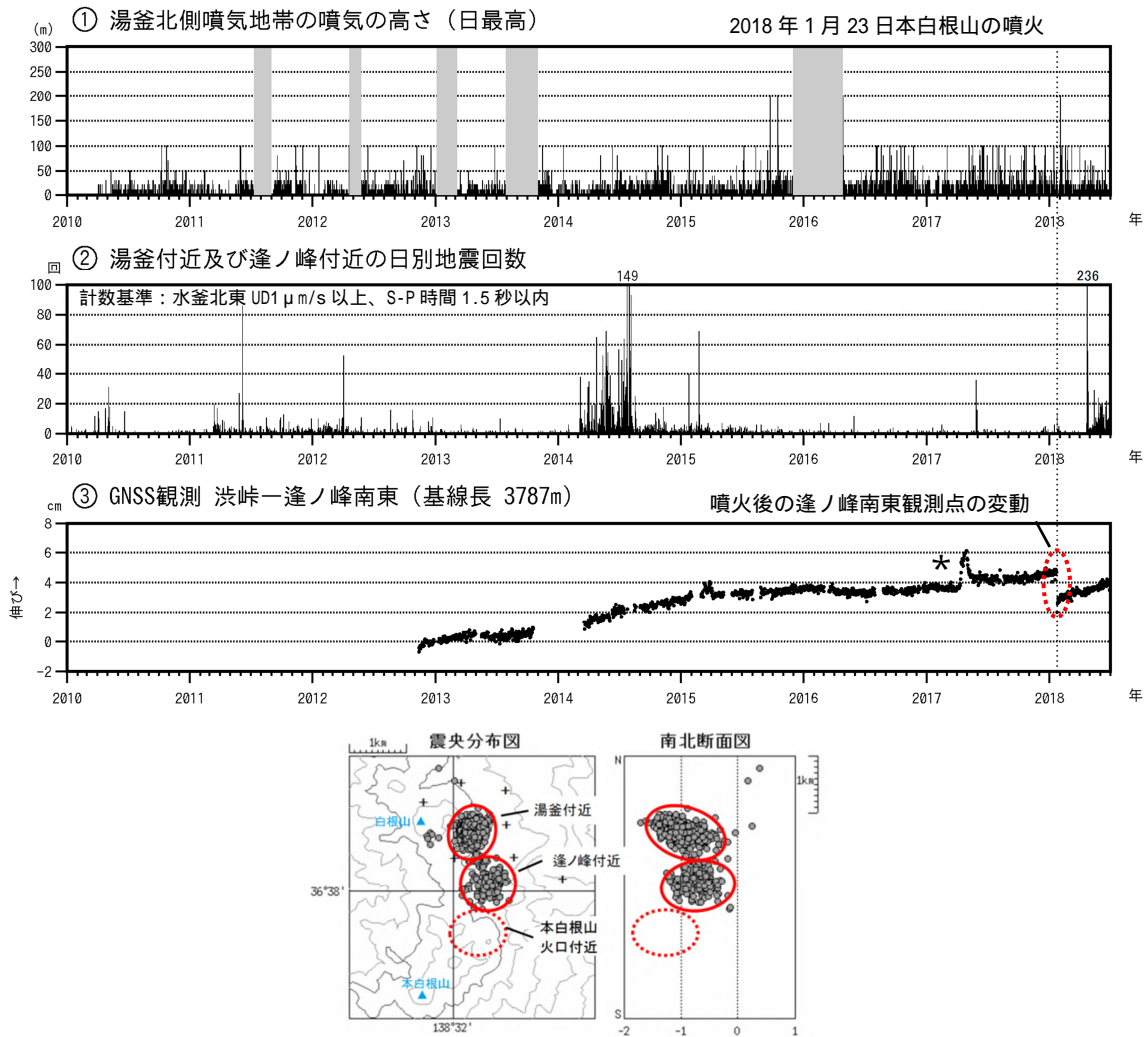 ① 湯釜北側噴気地帯の噴気の高さ（日最高）
2018 年 1 月 23 日本白根山の噴火
(m)
300
250
200
150
100
50
0
2010 2011 2012 2013 2014 2015 2016 2017 2018 年
② 湯釜付近及び逢ノ峰付近の日別地震回数
回
149 236
計数基準：水釜北東 UD1μm/s 以上、S-P 時間 1.5 秒以内
100
80
60
40
20
0
2010 2011 2012 2013 2014 2015 2016 2017 2018 年
③ GNSS観測 渋峠―逢ノ峰南東（基線長 3787m）
噴火後の逢ノ峰南東観測点の変動
cm
伸び→
8
6
4
2
0
-2
*
2010 2011 2012 2013 2014 2015 2016 2017 2018 年
1km 震央分布図 南北断面図
N
1km
湯釜付近
白根山
逢ノ峰付近
36°38'
本白根山
火口付近
本白根山
S
138°32'
-2 -1 0 1